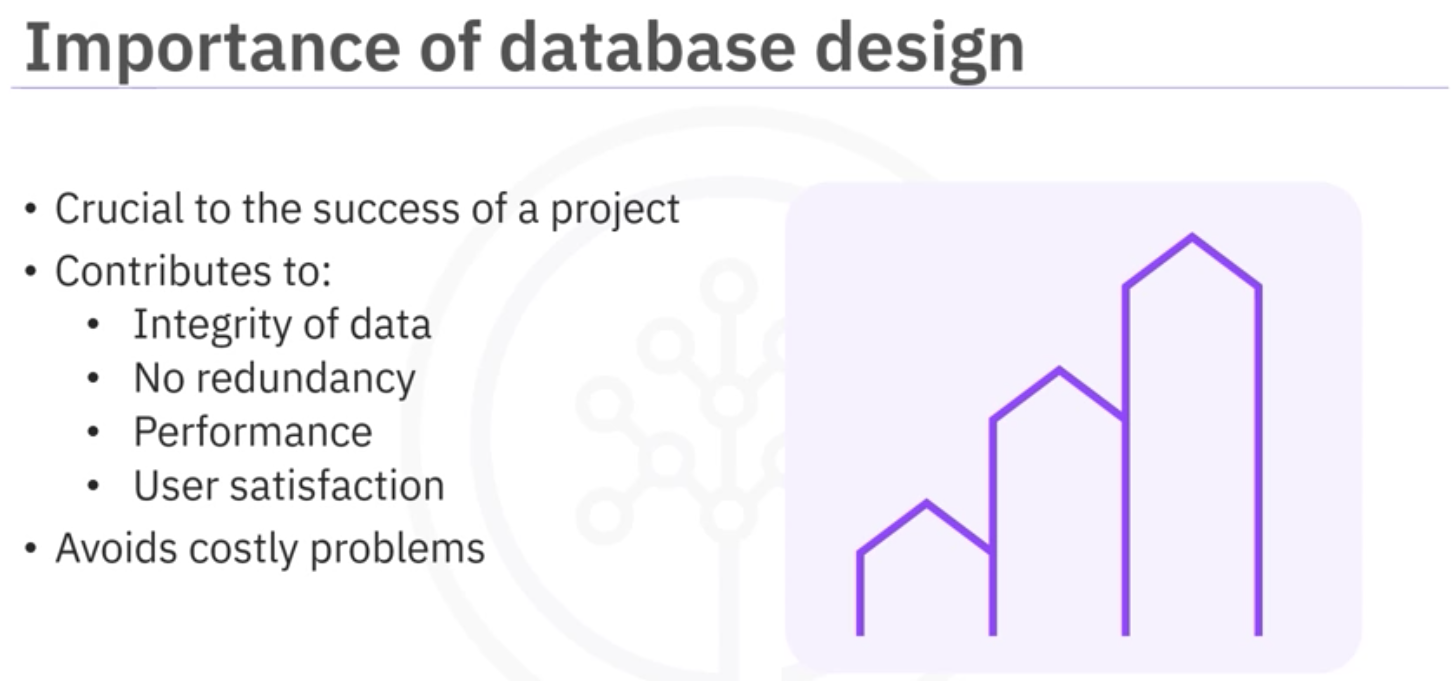 Importance of database design
• Crucial to the success of a project
• Contributes to:
• Integrity of data
• No redundancy
• Performance
• User satisfaction
• Avoids costly problems